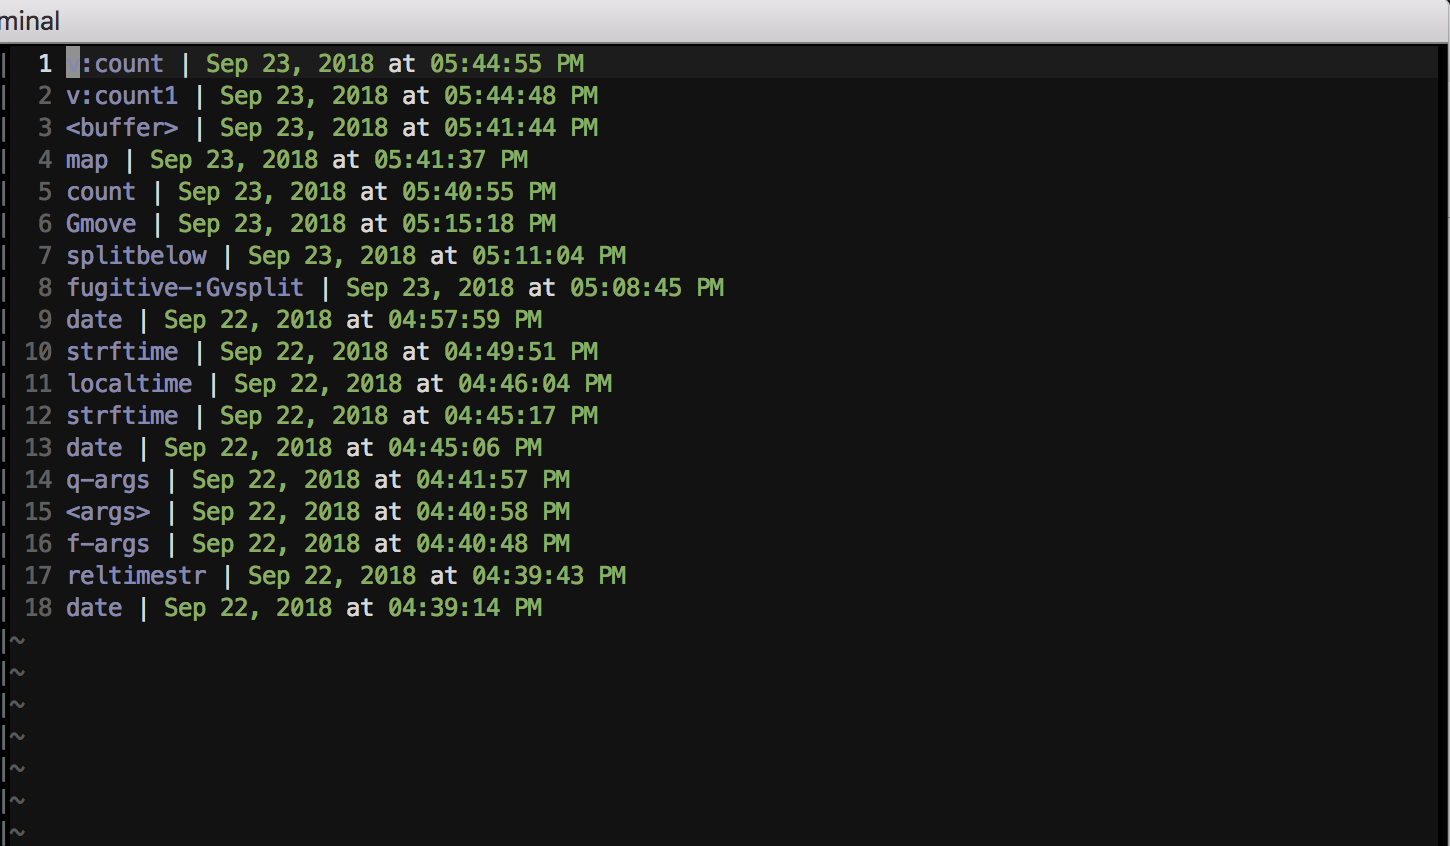 minal
1 v:count | Sep 23, 2018 at 05:44:55 PM
2 v:count1 | Sep 23, 2018 at 05:44:48 PM
3 <buffer> | Sep 23, 2018 at 05:41:44 PM
4 map | Sep 23, 2018 at 05:41:37 PM
5 count | Sep 23, 2018 at 05:40:55 PM
6 Gmove | Sep 23, 2018 at 05:15:18 PM
7 splitbelow | Sep 23, 2018 at 05:11:04 PM
8 fugitive-:Gvsplit | Sep 23, 2018 at 05:08:45 PM
9 date | Sep 22, 2018 at 04:57:59 PM
10 strftime | Sep 22, 2018 at 04:49:51 PM
11 localtime | Sep 22, 2018 at 04:46:04 PM
12 strftime | Sep 22, 2018 at 04:45:17 PM
13 date | Sep 22, 2018 at 04:45:06 PM
14 q-args | Sep 22, 2018 at 04:41:57 PM
15 <args> | Sep 22, 2018 at 04:40:58 PM
16 f-args | Sep 22, 2018 at 04:40:48 PM
17 reltimestr | Sep 22, 2018 at 04:39:43 PM
18 date | Sep 22, 2018 at 04:39:14 PM
~
~
~
~
~
~
~